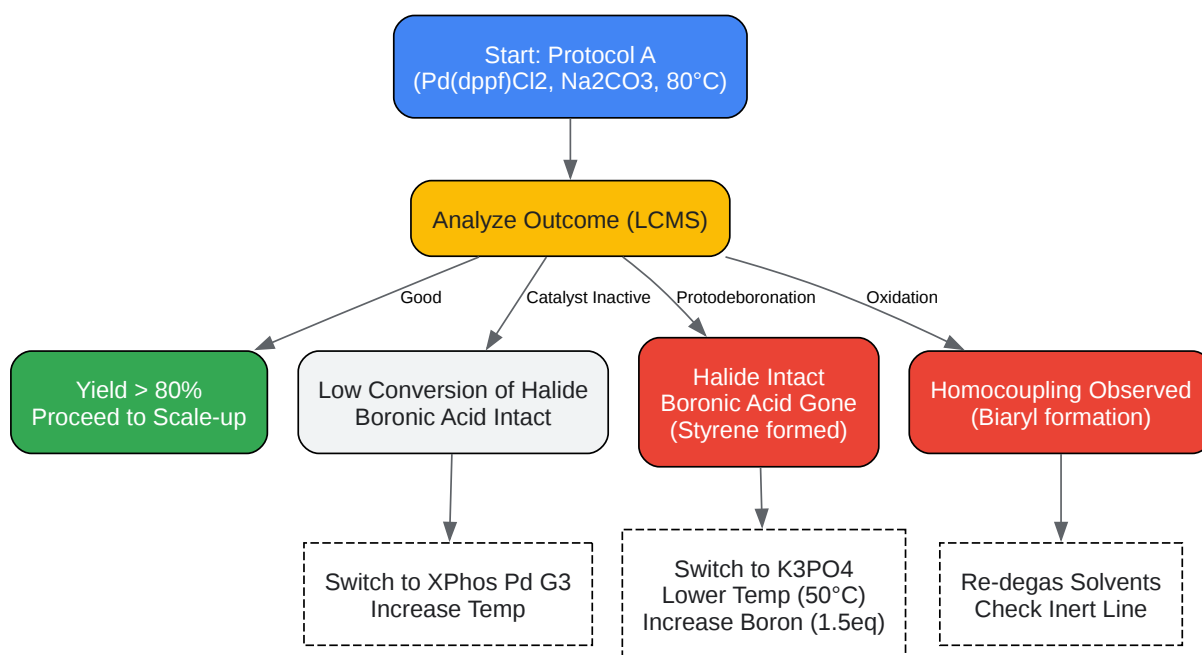 Start: Protocol A
(Pd(dppf)Cl2, Na2CO3, 80°C)
Analyze Outcome (LCMS)
Good
Catalyst Inactive
Protodeboronation
Oxidation
Yield > 80%
Proceed to Scale-up
Low Conversion of Halide
Boronic Acid Intact
Halide Intact
Boronic Acid Gone
(Styrene formed)
Homocoupling Observed
(Biaryl formation)
Switch to XPhos Pd G3
Increase Temp
Switch to K3PO4
Lower Temp (50°C)
Increase Boron (1.5eq)
Re-degas Solvents
Check Inert Line